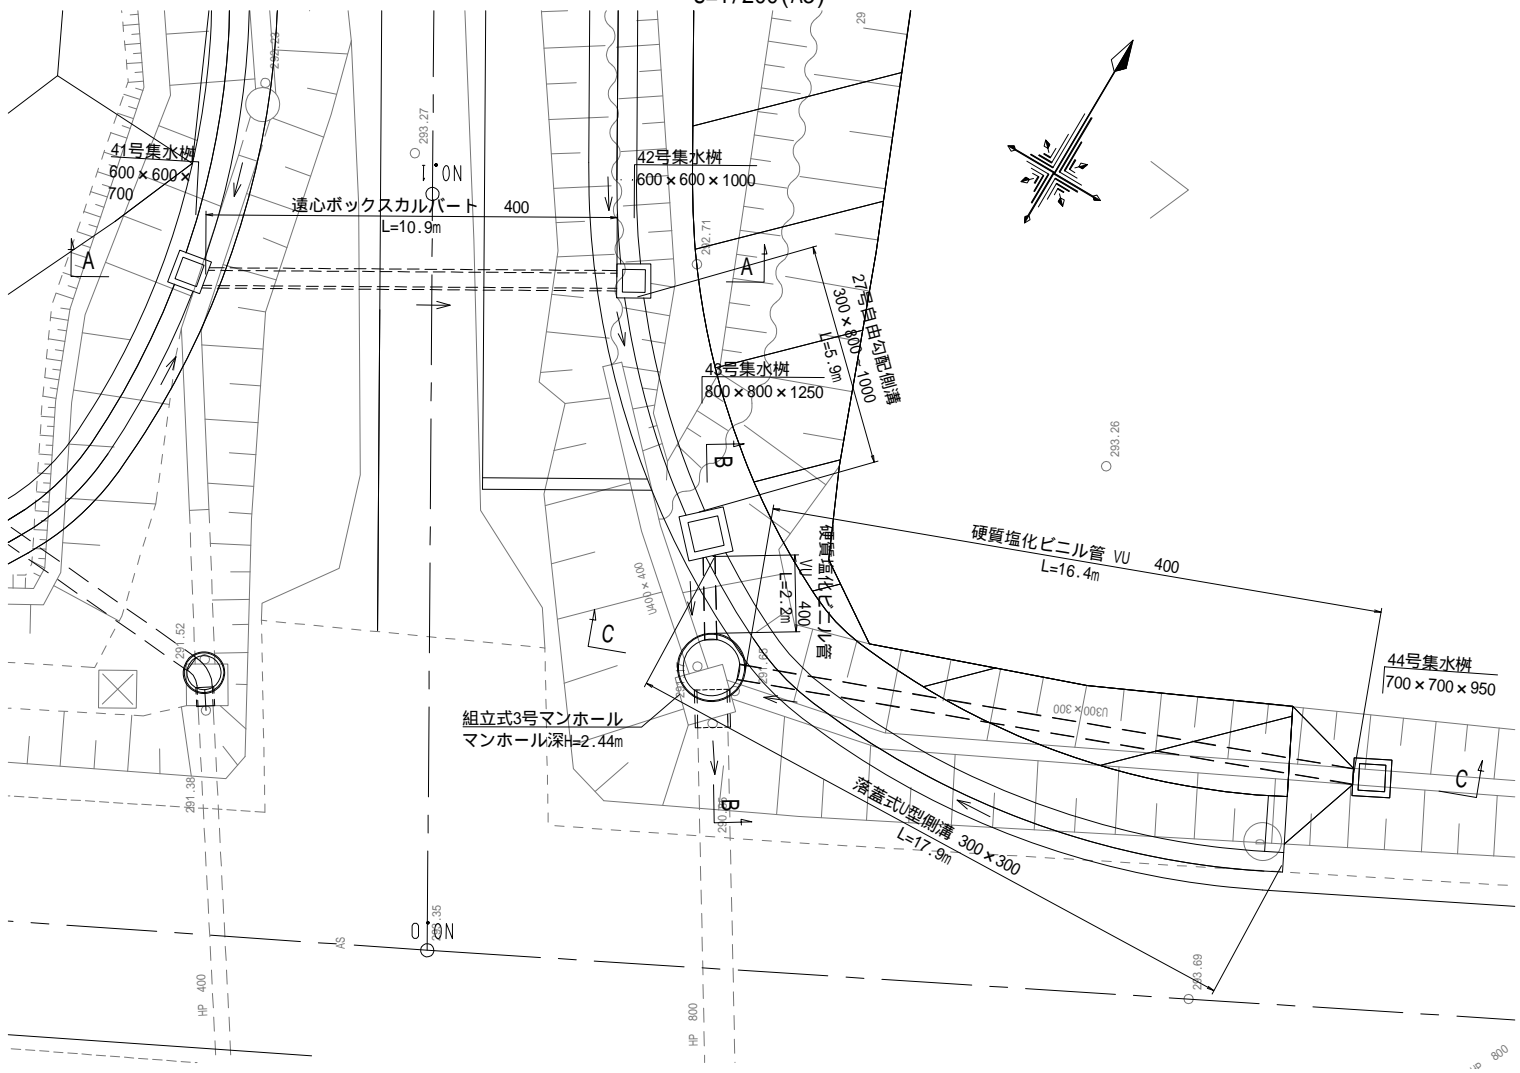 293.27
NO.1
41号集水桝
600×600×
700
42号集水桝
600×600×1000
遠心ボックスカルバート 400
L=10.9m
A
A
292.71
27号自由勾配側溝
300×800~1000
L=5.9m
43号集水桝
800×800×1250
293.26
B
硬質塩化ビニル管 VU 400
L=16.4m
硬質塩化ビニル管
VU 400
L=2.2m
U400×400
C
291.52
44号集水桝
700×700×950
U300×300
組立式3号マンホール
マンホール深H=2.44m
C
291.38
B
落蓋式U型側溝 300×300
L=17.9m
D
NO.0
AS
293.69
HP 400
HP 800
HP 800